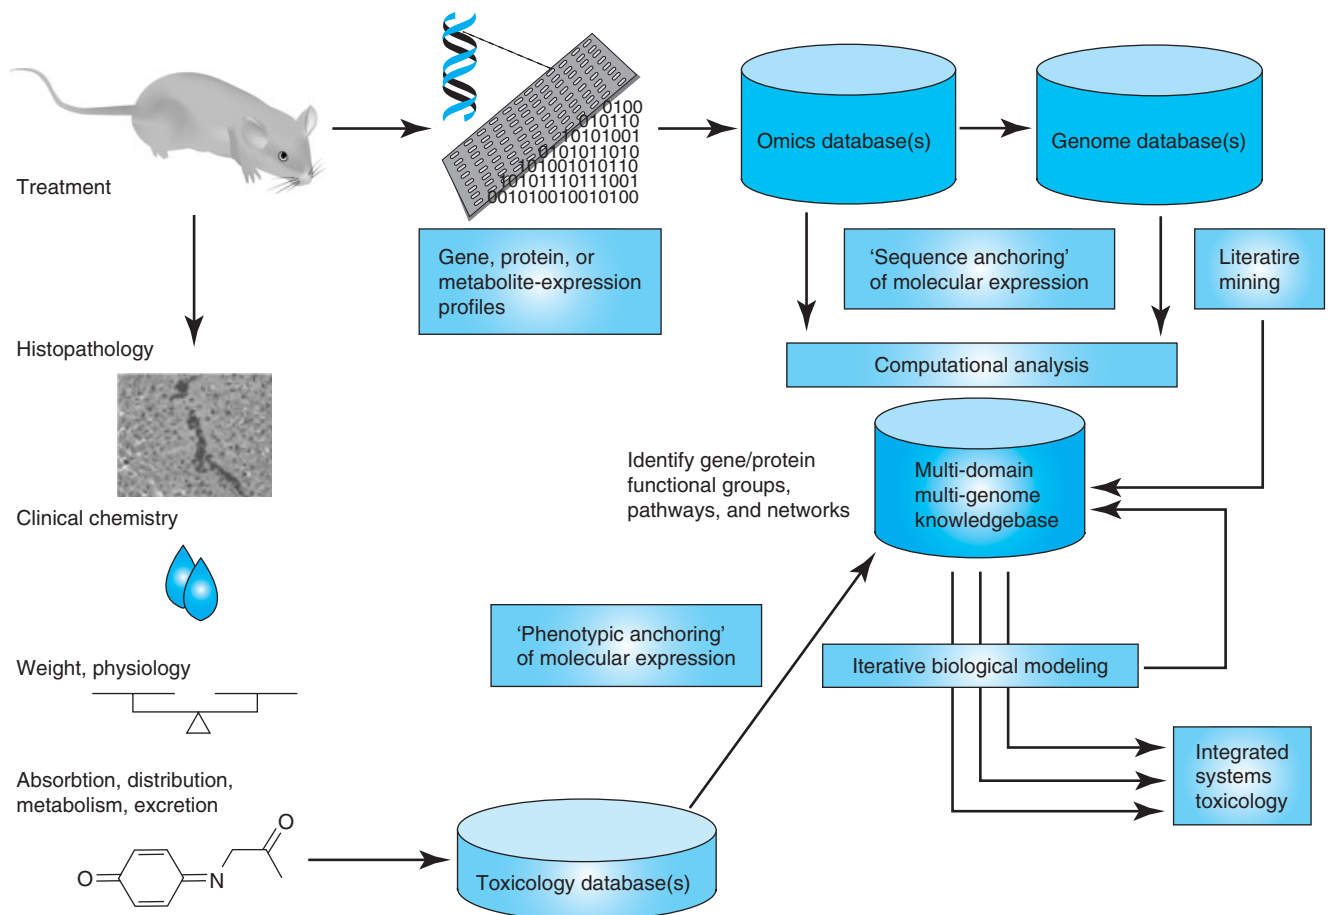 Treatment
0100
010110
10101001
0101011010
101001010110
10101110111001
001010010010100
Gene, protein, or
metabolite-expression
profiles
Omics database(s)
Genome database(s)
‘Sequence anchoring’
of molecular expression
Literatire
mining
Computational analysis
Histopathology
Clinical chemistry
Weight, physiology
Absorbtion, distribution,
metabolism, excretion
O
N
O
Identify gene/protein
functional groups,
pathways, and networks
Multi-domain
multi-genome
knowledgebase
‘Phenotypic anchoring’
of molecular expression
Iterative biological modeling
Integrated
systems
toxicology
Toxicology database(s)